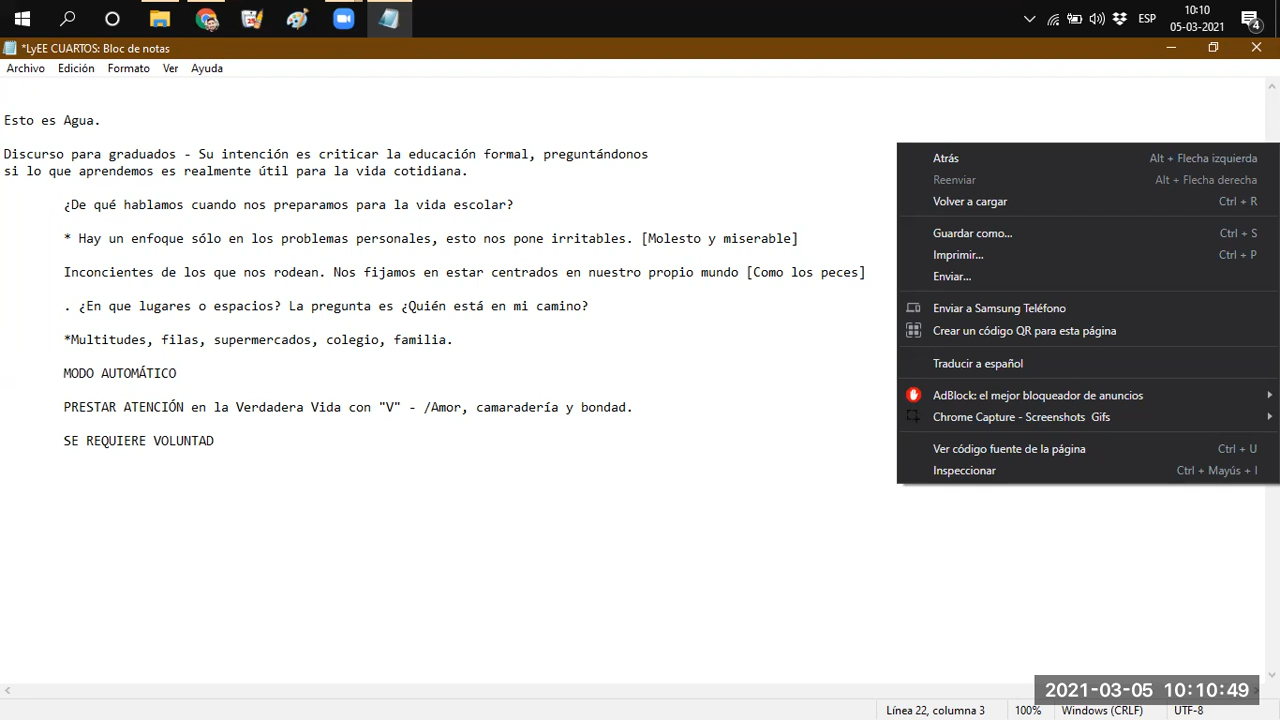 10:10
ESP
05-03-2021
4
*LyEE CUARTOS: Bloc de notas
Archivo Edición Formato Ver Ayuda
Esto es Agua.
Discurso para graduados - Su intención es criticar la educación formal, preguntándonos
si lo que aprendemos es realmente útil para la vida cotidiana.
¿De qué hablamos cuando nos preparamos para la vida escolar?
* Hay un enfoque sólo en los problemas personales, esto nos pone irritables. [Molesto y miserable]
Inconcientes de los que nos rodean. Nos fijamos en estar centrados en nuestro propio mundo [Como los peces]
. ¿En que lugares o espacios? La pregunta es ¿Quién está en mi camino?
*Multitudes, filas, supermercados, colegio, familia.
MODO AUTOMÁTICO
PRESTAR ATENCIÓN en la Verdadera Vida con "V" - /Amor, camaradería y bondad.
SE REQUIERE VOLUNTAD
Atrás Alt + Flecha izquierda
Reenviar Alt + Flecha derecha
Volver a cargar Ctrl + R
Guardar como... Ctrl + S
Imprimir... Ctrl + P
Enviar...
Enviar a Samsung Teléfono
Crear un código QR para esta página
Traducir a español
AdBlock: el mejor bloqueador de anuncios
Chrome Capture - Screenshots Gifs
Ver código fuente de la página Ctrl + U
Inspeccionar Ctrl + Mayús + I
2021-03-05 10:10:49
Línea 22, columna 3 100% Windows (CRLF) UTF-8